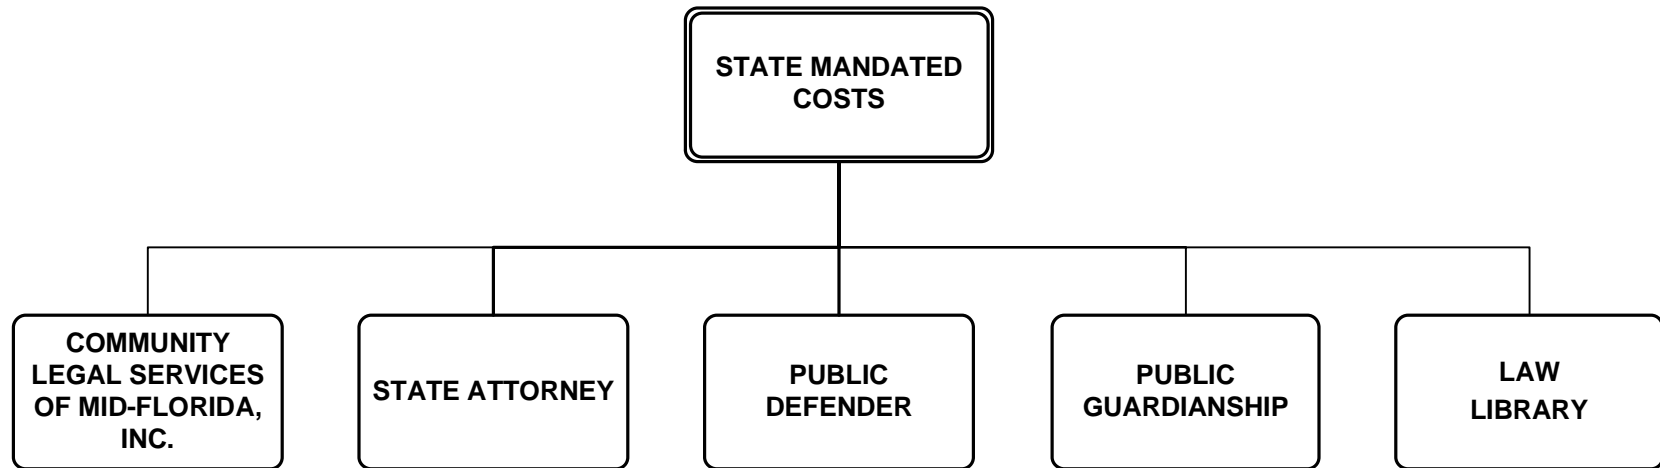 STATE MANDATED
COSTS
COMMUNITY
LEGAL SERVICES
OF MID-FLORIDA,
INC.
STATE ATTORNEY
PUBLIC
DEFENDER
PUBLIC
GUARDIANSHIP
LAW
LIBRARY